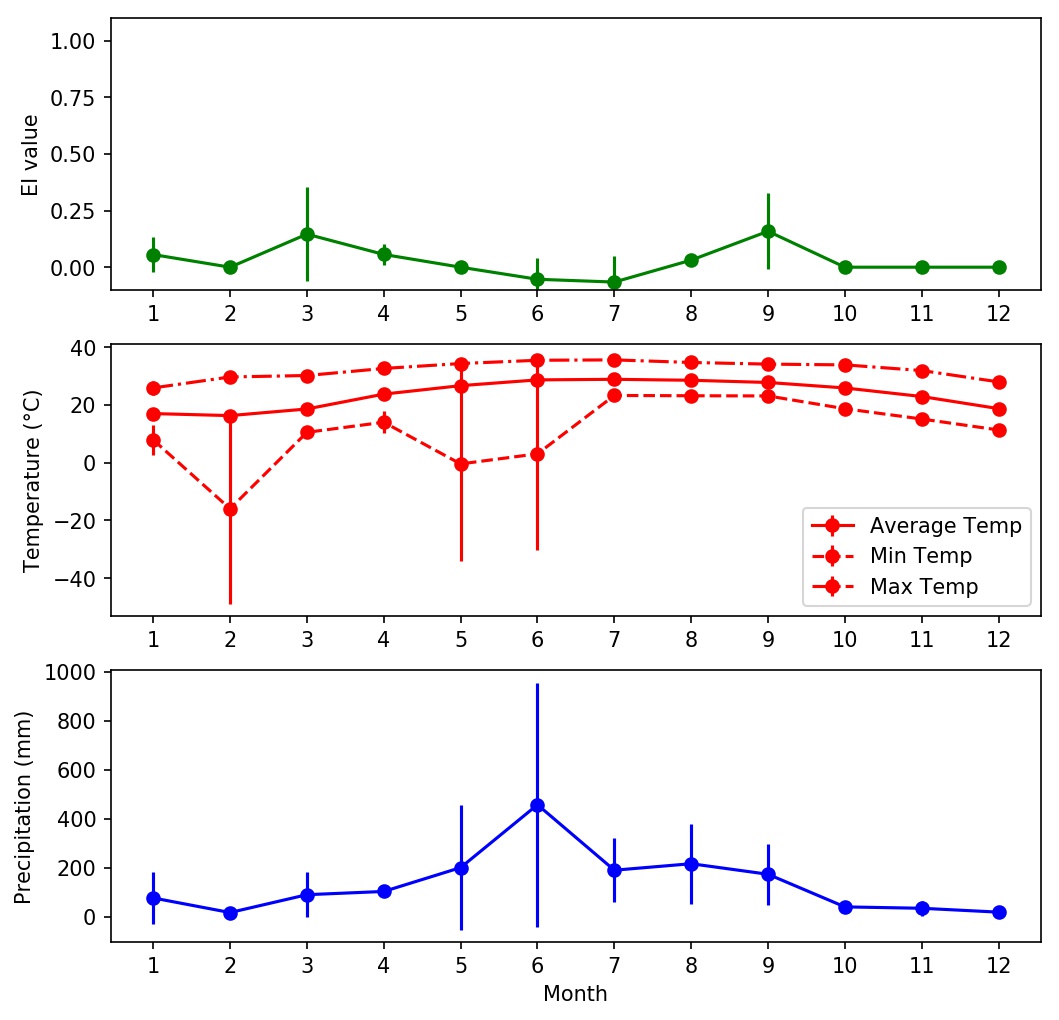 1.00
0.75
0.50
0.25
0.00
EI value
1 2 3 4 5 6 7 8 9 10 11 12
40
20
0
−20
−40
Temperature (°C)
Average Temp
Min Temp
Max Temp
1 2 3 4 5 6 7 8 9 10 11 12
1000
800
600
400
200
0
Precipitation (mm)
1 2 3 4 5 6 7 8 9 10 11 12
Month